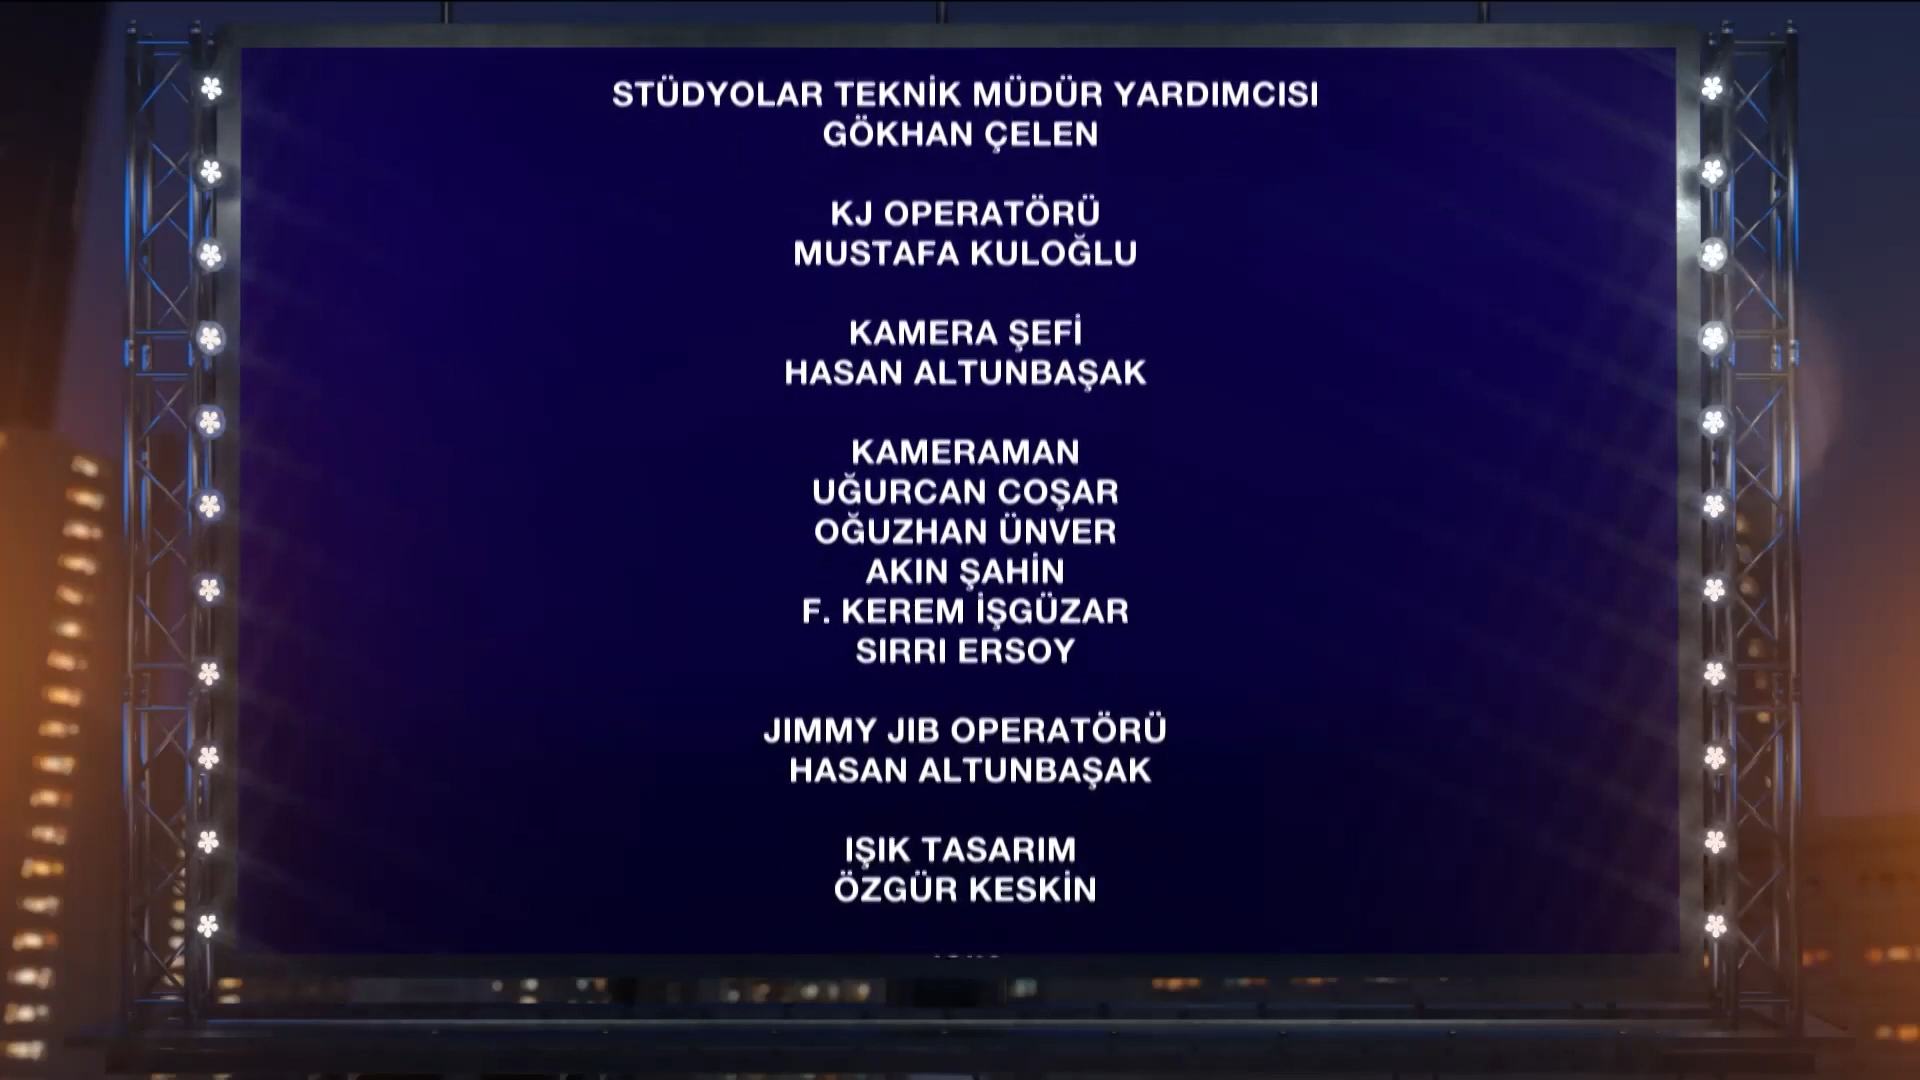 STÜDYOLAR TEKNİK MÜDÜR YARDIMCISI
GÖKHAN ÇELEN
KJ OPERATÖRÜ
MUSTAFA KULOĞLU
KAMERA ŞEFİ
HASAN ALTUNBAŞAK
KAMERAMAN
UĞURCAN COŞAR
OĞUZHAN ÜNVER
AKIN ŞAHİN
F. KEREM İŞGÜZAR
SIRRI ERSOY
JIMMY JIB OPERATÖRÜ
HASAN ALTUNBAŞAK
IŞIK TASARIM
ÖZGÜR KESKİN